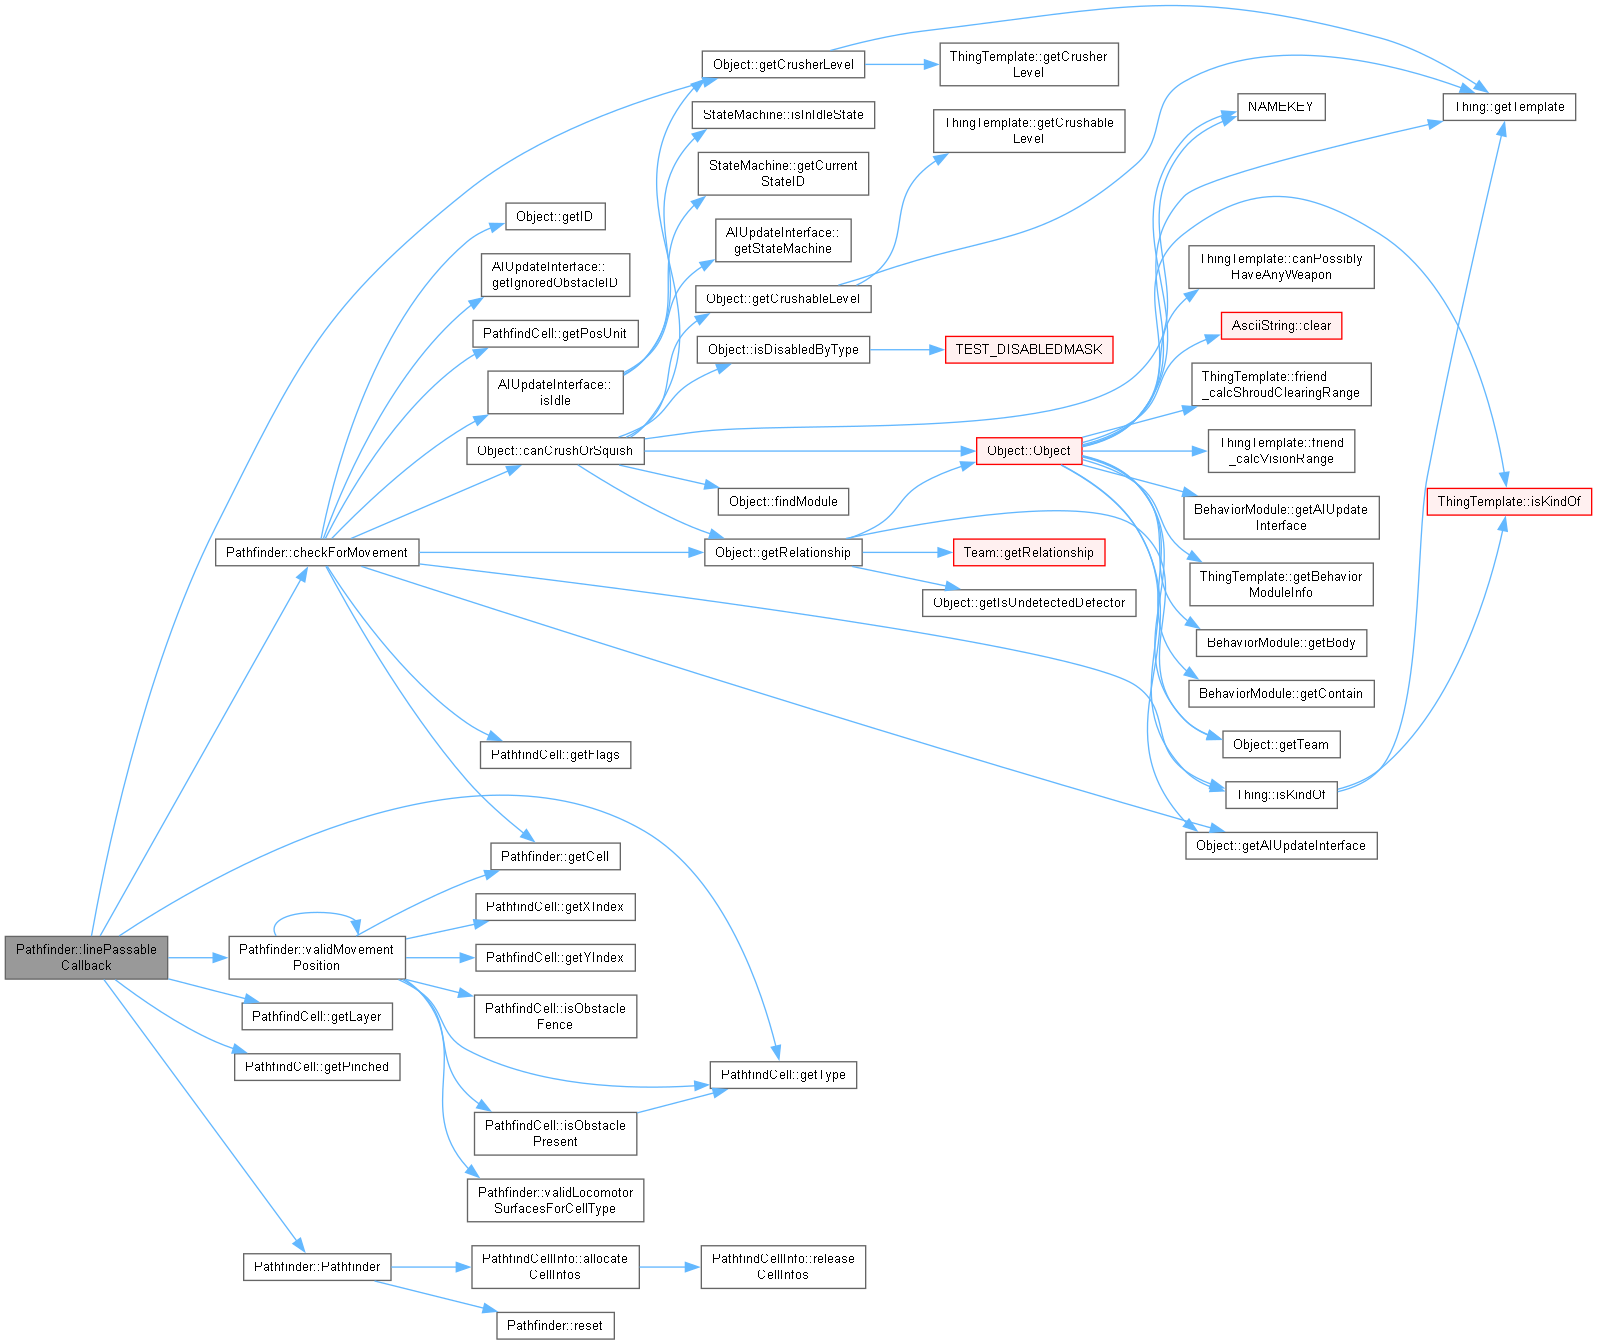 Pathfinder::linePassable
Callback
Pathfinder::checkForMovement
Pathfinder::validMovement
Position
PathfindCell::getLayer
PathfindCell::getPinched
Pathfinder::Pathfinder
Object::getID
AIUpdateInterface::
getIgnoredObstacleID
PathfindCell::getPosUnit
AIUpdateInterface::
isIdle
Object::canCrushOrSquish
PathfindCell::getFlags
Pathfinder::getCell
PathfindCell::getXIndex
PathfindCell::getYIndex
PathfindCell::isObstacle
Fence
PathfindCell::isObstacle
Present
Pathfinder::validLocomotor
SurfacesForCellType
PathfindCellInfo::allocate
CellInfos
Pathfinder::reset
Object::getCrusherLevel
StateMachine::isInIdleState
StateMachine::getCurrent
StateID
AIUpdateInterface::
getStateMachine
Object::getCrushableLevel
Object::isDisabledByType
Object::findModule
Object::getRelationship
PathfindCell::getType
PathfindCellInfo::release
CellInfos
ThingTemplate::getCrusher
Level
ThingTemplate::getCrushable
Level
TEST_DISABLEDMASK
Object::Object
Team::getRelationship
Object::getIsUndetectedDefector
NAMEKEY
ThingTemplate::canPossibly
HaveAnyWeapon
AsciiString::clear
ThingTemplate::friend
_calcShroudClearingRange
ThingTemplate::friend
_calcVisionRange
BehaviorModule::getAIUpdate
Interface
ThingTemplate::getBehavior
ModuleInfo
BehaviorModule::getBody
BehaviorModule::getContain
Object::getTeam
Thing::isKindOf
Object::getAIUpdateInterface
Thing::getTemplate
ThingTemplate::isKindOf